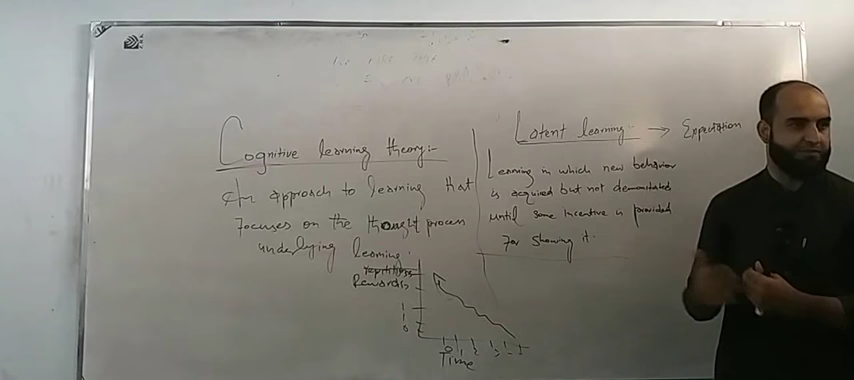 Cognitive learning theory:-
An approach to learning that
focuses on the thought process
underlying learning.
Latent learning:- → Expectation
Learning in which new behavior
is acquired but not demonstrated
until some incentive is provided
for showing it.
Rewards
0
Time